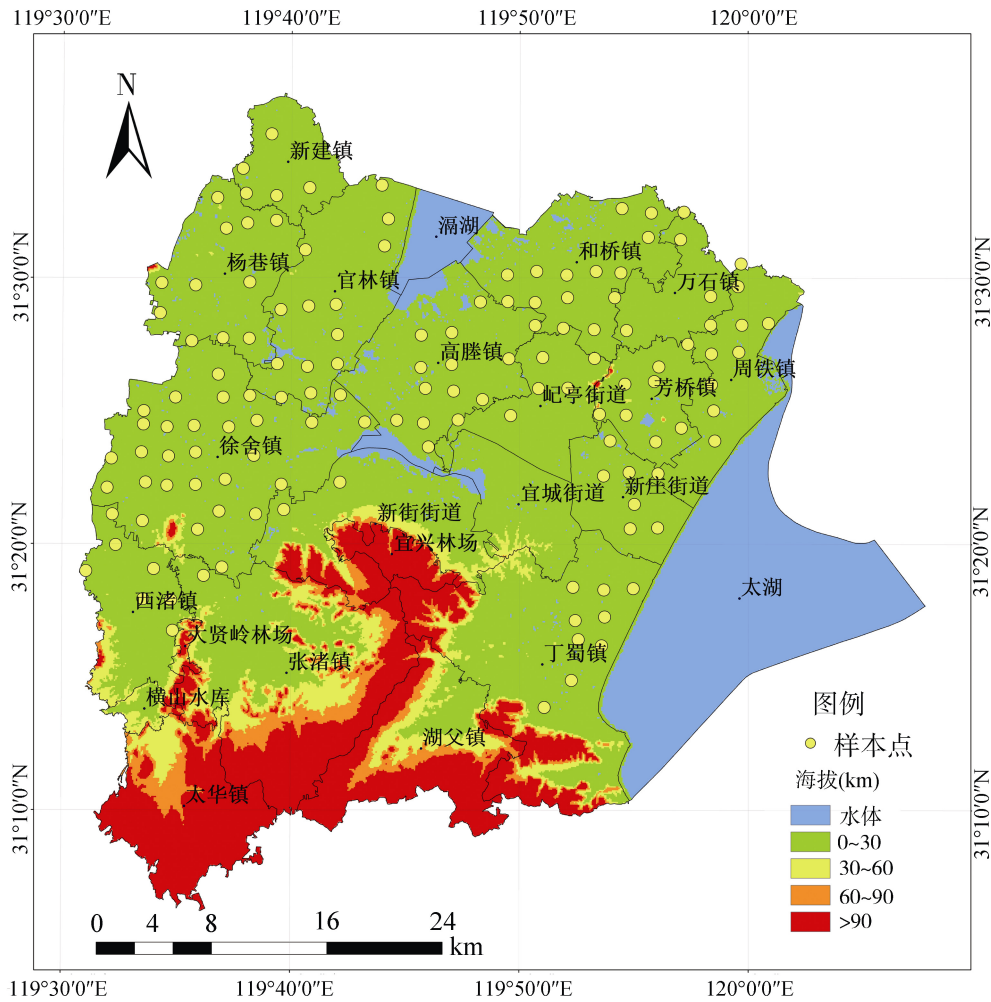 119°30′0″E 119°40′0″E 119°50′0″E 120°0′0″E
N
新建镇
滆湖
和桥镇
杨巷镇
官林镇
万石镇
31°30′0″N 31°30′0″N
高塍镇
周铁镇
屺亭街道
芳桥镇
徐舍镇
宜城街道
新庄街道
新街街道
宜兴林场
31°20′0″N 31°20′0″N
太湖
西渚镇
大贤岭林场
张渚镇
丁蜀镇
横山水库
湖父镇
太华镇
31°10′0″N 31°10′0″N
图例
样本点
海拔(km)
水体
0~30
30~60
60~90
>90
0 4 8 16 24
km
119°30′0″E 119°40′0″E 119°50′0″E 120°0′0″E